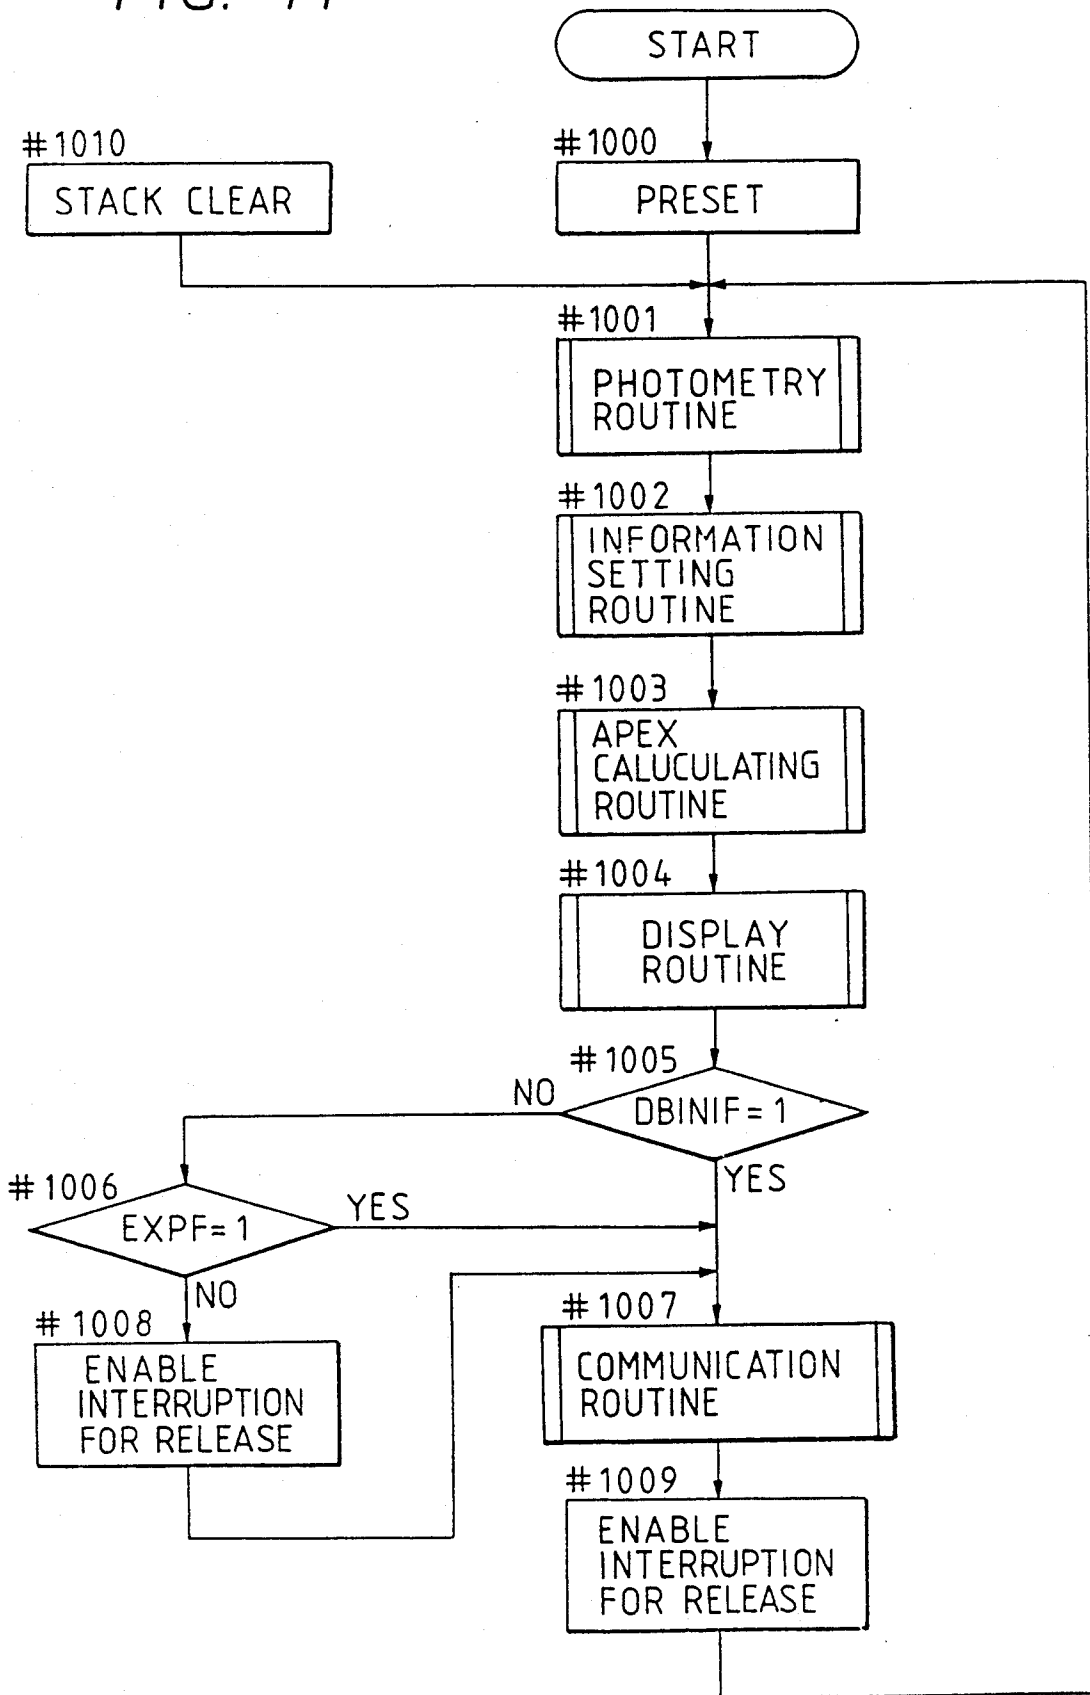 START
#1010
STACK CLEAR
#1000
PRESET
#1001
PHOTOMETRY
ROUTINE
#1002
INFORMATION
SETTING
ROUTINE
#1003
APEX
CALUCULATING
ROUTINE
#1004
DISPLAY
ROUTINE
#1005
DBINIF=1
NO
YES
#1006
EXPF=1
YES
NO
#1008
ENABLE
INTERRUPTION
FOR RELEASE
#1007
COMMUNICATION
ROUTINE
#1009
ENABLE
INTERRUPTION
FOR RELEASE